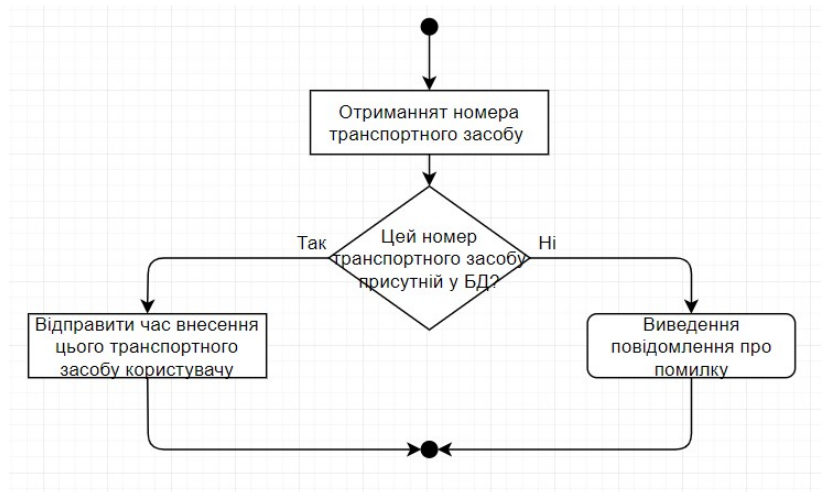 Отриманнят номера
транспортного засобу
Так
Цей номер
транспортного засобу
присутній у БД?
Ні
Відправити час внесення
цього транспортного
засобу користувачу
Виведення
повідомлення про
помилку